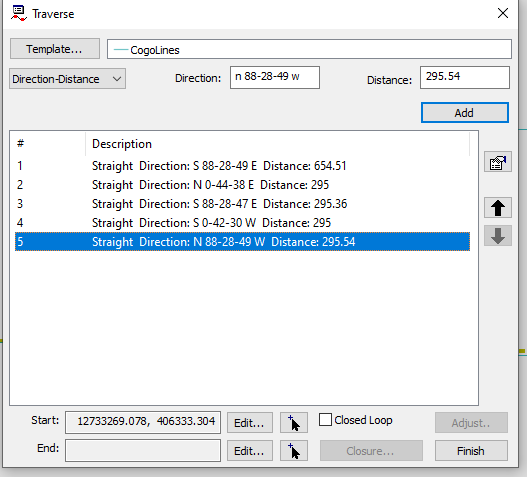 Traverse
Template... CogoLines
Direction-Distance Direction: n 88-28-49 w Distance: 295.54
Add
# Description
1 Straight Direction: S 88-28-49 E Distance: 654.51
2 Straight Direction: N 0-44-38 E Distance: 295
3 Straight Direction: S 88-28-47 E Distance: 295.36
4 Straight Direction: S 0-42-30 W Distance: 295
5 Straight Direction: N 88-28-49 W Distance: 295.54
Start: 12733269.078, 406333.304 Edit... Closed Loop Adjust..
End: Edit... Closure... Finish